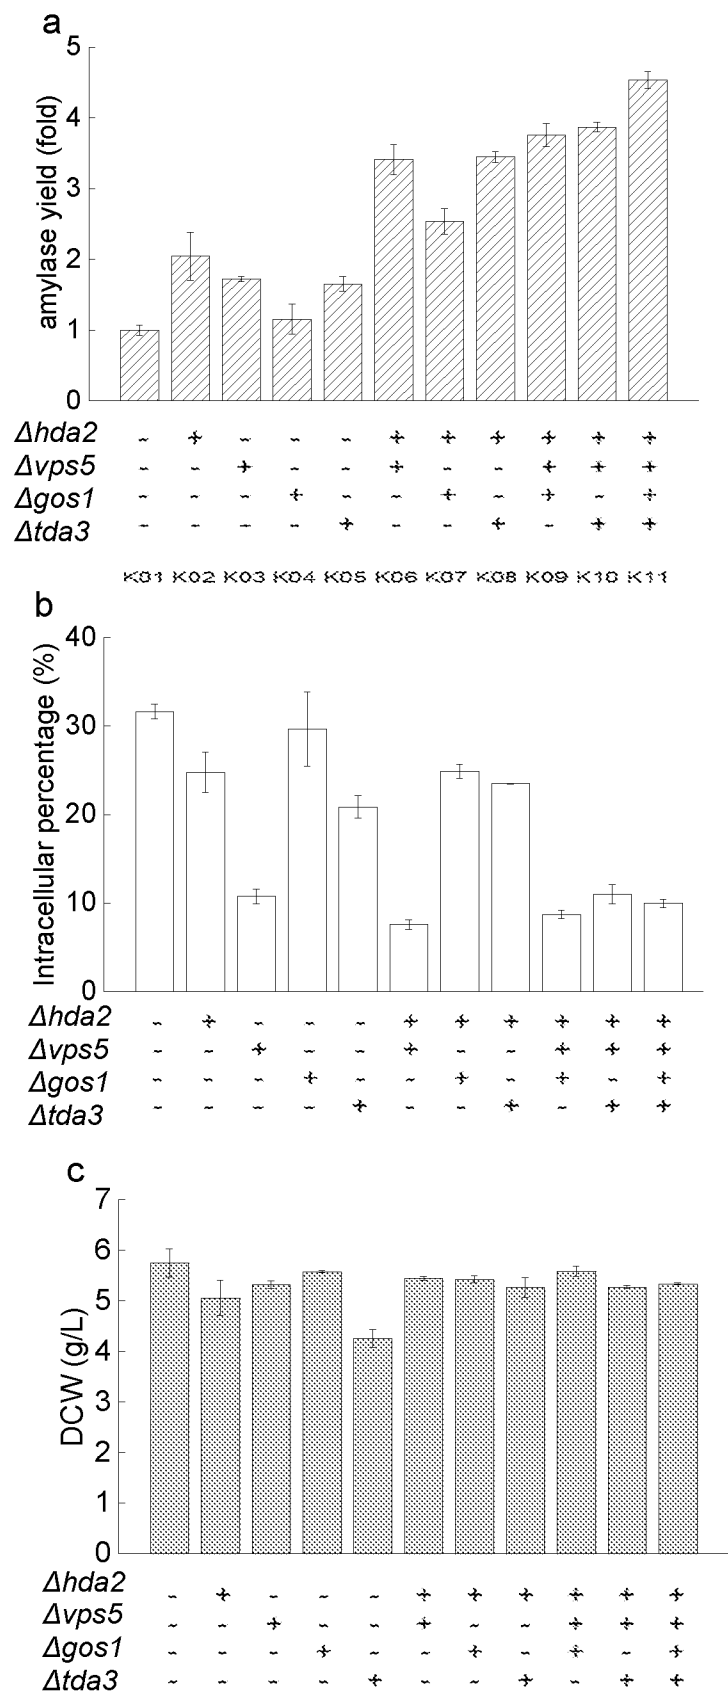 a
amylase yield (fold)
5
4
3
2
1
0
Δhda2 - + - - - + + + + + +
Δvps5 - - + - - + - - + + +
Δgos1 - - - + - - + - + - +
Δtda3 - - - - + - - + - + +
K01 K02 K03 K04 K05 K06 K07 K08 K09 K10 K11
b
Intracellular percentage (%)
40
30
20
10
0
Δhda2 - + - - - + + + + + +
Δvps5 - - + - - + - - + + +
Δgos1 - - - + - - + - + - +
Δtda3 - - - - + - - + - + +
c
DCW (g/L)
7
6
5
4
3
2
1
0
Δhda2 - + - - - + + + + + +
Δvps5 - - + - - + - - + + +
Δgos1 - - - + - - + - + - +
Δtda3 - - - - + - - + - + +